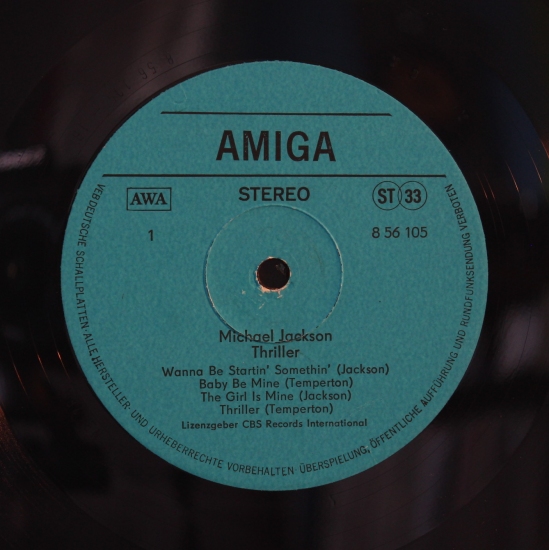 AMIGA
AWA
STEREO
ST 33
1
8 56 105
Michael Jackson
Thriller
Wanna Be Startin' Somethin' (Jackson)
Baby Be Mine (Temperton)
The Girl Is Mine (Jackson)
Thriller (Temperton)
Lizenzgeber CBS Records International
VEB DEUTSCHE SCHALLPLATTEN · ALLE HERSTELLER- UND URHEBERRECHTE VORBEHALTEN · ÜBERSPIELUNG, ÖFFENTLICHE AUFFÜHRUNG UND RUNDFUNKSENDUNG VERBOTEN